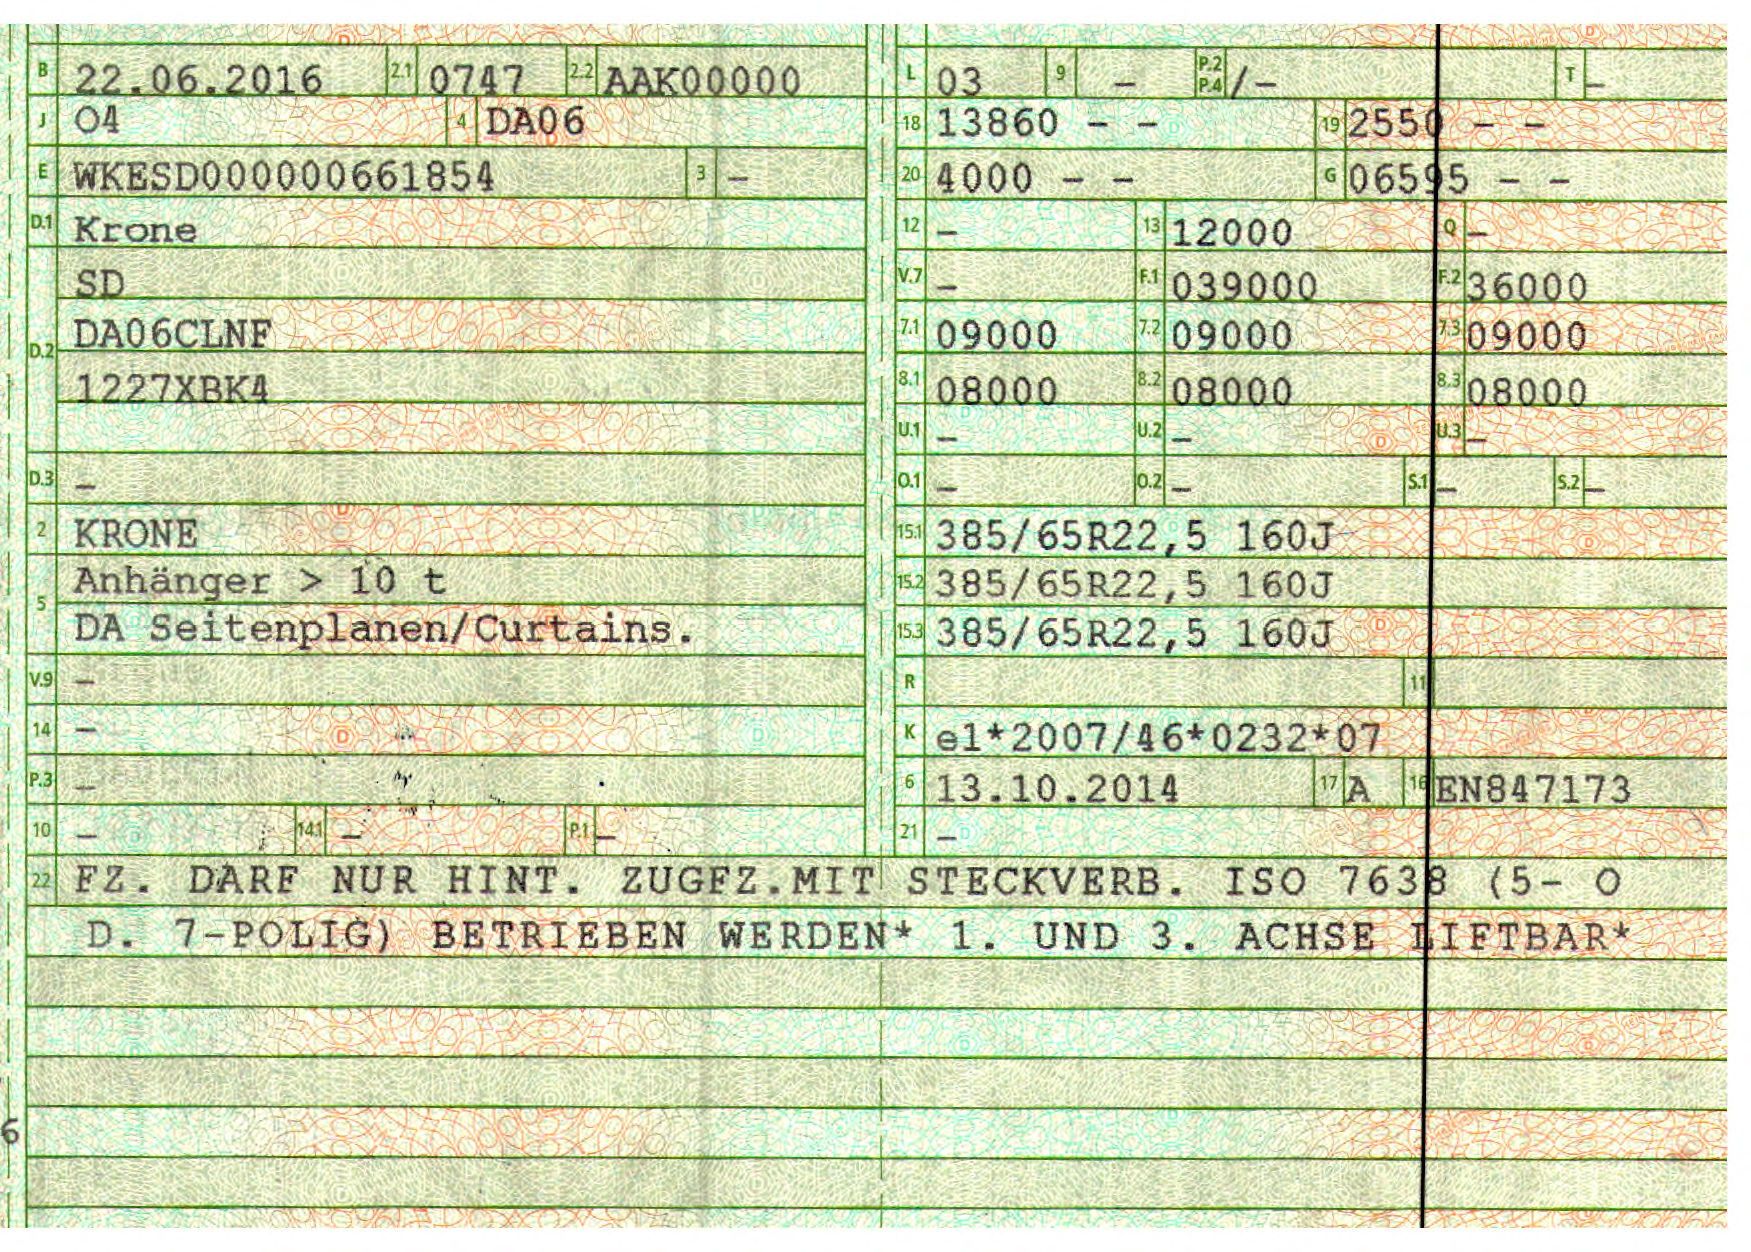 B 22.06.2016 2.1 0747 2.2 AAK00000
J O4 4 DA06
E WKESD000000661854 3 –
D.1 Krone
SD
D.2 DA06CLNF
1227XBK4
D.3 –
2 KRONE
5 Anhänger > 10 t
DA Seitenplanen/Curtains.
V.9 –
14 –
P.3 –
10 – 14.1 – P.1 –
L 03 9 – P.2 P.4 /– T –
18 13860 – – 19 2550 – –
20 4000 – – G 06595 – –
12 – 13 12000 Q –
V.7 – F.1 039000 F.2 36000
7.1 09000 7.2 09000 7.3 09000
8.1 08000 8.2 08000 8.3 08000
U.1 – U.2 – U.3 –
O.1 – O.2 – S.1 – S.2 –
15.1 385/65R22,5 160J
15.2 385/65R22,5 160J
15.3 385/65R22,5 160J
R 11
K e1*2007/46*0232*07
6 13.10.2014 17 A 16 EN847173
21 –
22 FZ. DARF NUR HINT. ZUGFZ.MIT STECKVERB. ISO 7638 (5- O
D. 7-POLIG) BETRIEBEN WERDEN* 1. UND 3. ACHSE LIFTBAR*
6